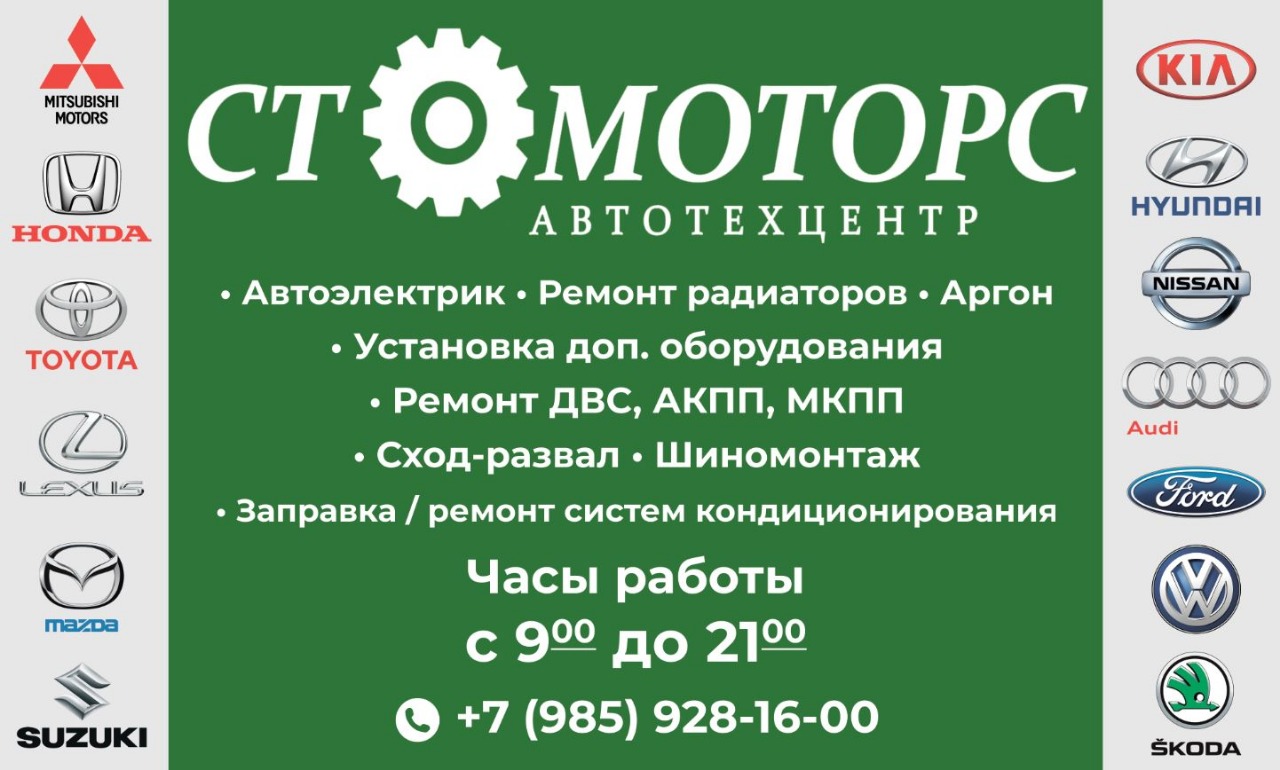 MITSUBISHI
MOTORS
HONDA
TOYOTA
LEXUS
mazda
SUZUKI
СТОМОТОРС
АВТОТЕХЦЕНТР
• Автоэлектрик • Ремонт радиаторов • Аргон
• Установка доп. оборудования
• Ремонт ДВС, АКПП, МКПП
• Сход-развал • Шиномонтаж
• Заправка / ремонт систем кондиционирования
Часы работы
с 9⁰⁰ до 21⁰⁰
+7 (985) 928-16-00
KIA
HYUNDAI
NISSAN
Audi
Ford
VW
ŠKODA